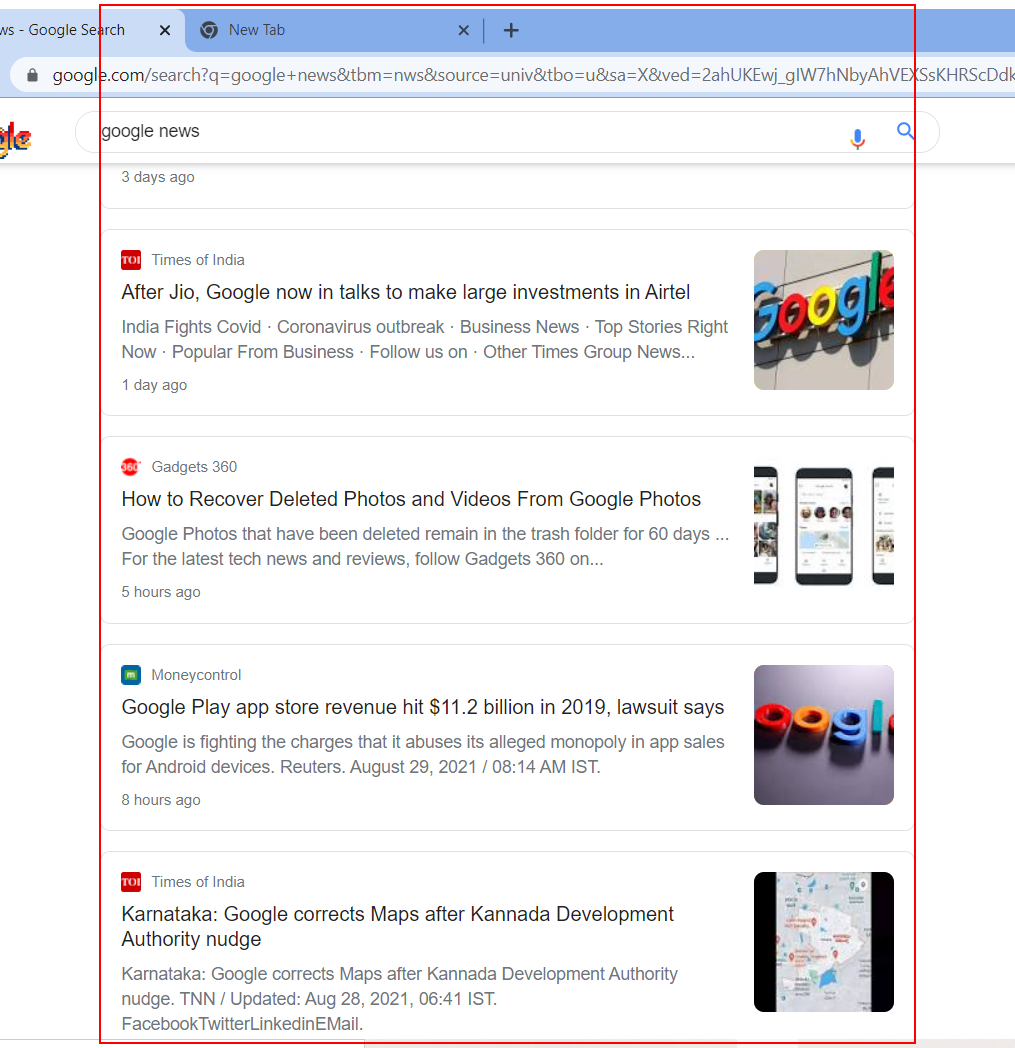 ws - Google Search
New Tab
google.com/search?q=google+news&tbm=nws&source=univ&tbo=u&sa=X&ved=2ahUKEwj_gIW7hNbyAhVEXSsKHRScDdk
gle
google news
3 days ago
TOI Times of India
After Jio, Google now in talks to make large investments in Airtel
India Fights Covid · Coronavirus outbreak · Business News · Top Stories Right
Now · Popular From Business · Follow us on · Other Times Group News...
1 day ago
Google
360 Gadgets 360
How to Recover Deleted Photos and Videos From Google Photos
Google Photos that have been deleted remain in the trash folder for 60 days ...
For the latest tech news and reviews, follow Gadgets 360 on...
5 hours ago
m Moneycontrol
Google Play app store revenue hit $11.2 billion in 2019, lawsuit says
Google is fighting the charges that it abuses its alleged monopoly in app sales
for Android devices. Reuters. August 29, 2021 / 08:14 AM IST.
8 hours ago
oogl
TOI Times of India
Karnataka: Google corrects Maps after Kannada Development
Authority nudge
Karnataka: Google corrects Maps after Kannada Development Authority
nudge. TNN / Updated: Aug 28, 2021, 06:41 IST.
FacebookTwitterLinkedinEMail.